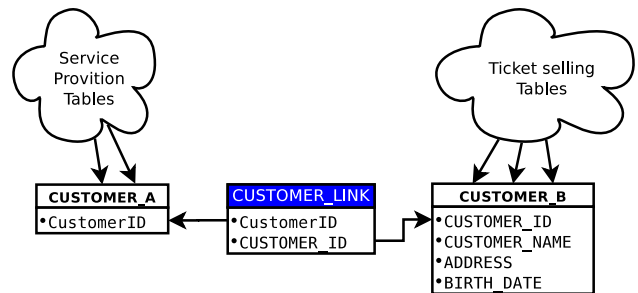 Service
Provition
Tables
Ticket selling
Tables
CUSTOMER_A
•CustomerID
CUSTOMER_LINK
•CustomerID
•CUSTOMER_ID
CUSTOMER_B
•CUSTOMER_ID
•CUSTOMER_NAME
•ADDRESS
•BIRTH_DATE